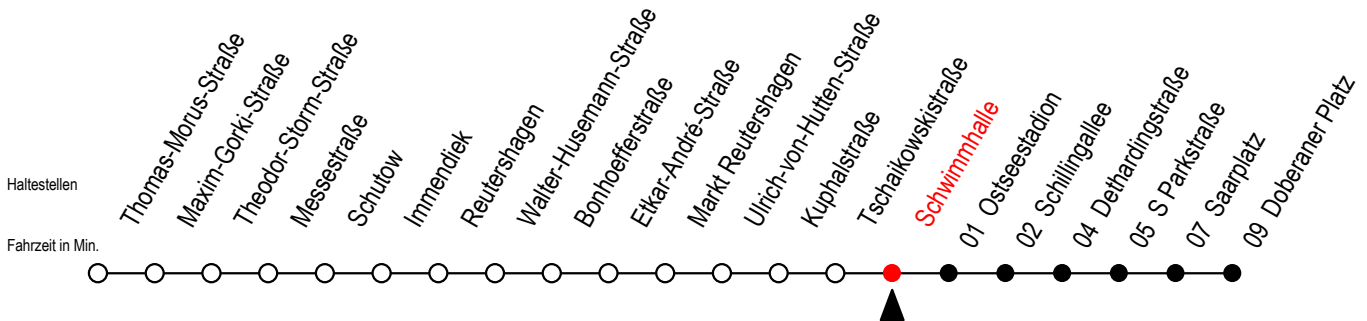 Haltestellen
Fahrzeit in Min.
Thomas-Morus-Straße
Maxim-Gorki-Straße
Theodor-Storm-Straße
Messestraße
Schutow
Immendiek
Reutershagen
Walter-Husemann-Straße
Bonhoefferstraße
Etkar-André-Straße
Markt Reutershagen
Ulrich-von-Hutten-Straße
Kuphalstraße
Tschaikowskistraße
Schwimmhalle
01 Ostseestadion
02 Schillingallee
04 Dethardingstraße
05 S Parkstraße
07 Saarplatz
09 Doberaner Platz